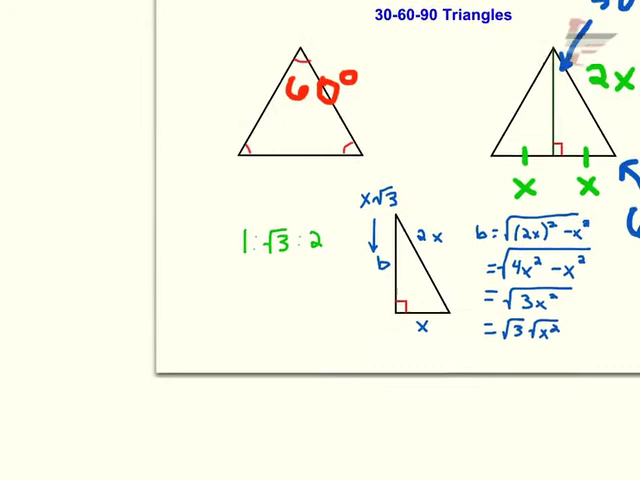 30-60-90 Triangles
30
60°
2x
x x
x√3
1:√3:2
b
2x
x
b = √(2x)² - x²
= √4x² - x²
= √3x²
= √3 √x²